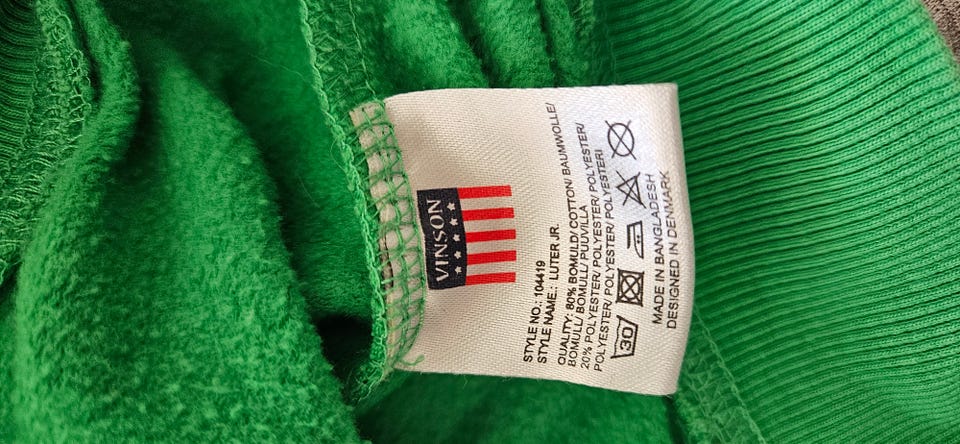 VINSON
STYLE NO.: 104419
STYLE NAME.: LUTER JR.
QUALITY: 80% BOMULD/ COTTON/ BAUMWOLLE/
BOMULL/ BOMULL/ PUUVILLA
20% POLYESTER/ POLYESTER/ POLYESTER/
POLYESTER/ POLYESTER/ POLYESTERI
30
MADE IN BANGLADESH
DESIGNED IN DENMARK